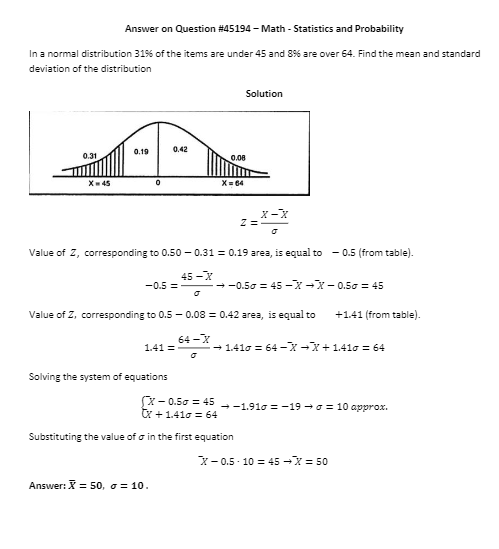 Answer on Question #45194 – Math - Statistics and Probability
In a normal distribution 31% of the items are under 45 and 8% are over 64. Find the mean and standard
deviation of the distribution
Solution
0.31 0.19 0.42 0.08
X = 45 0 X = 64
Z = (X − X̄) / σ
Value of Z, corresponding to 0.50 − 0.31 = 0.19 area, is equal to − 0.5 (from table).
−0.5 = (45 − X̄) / σ → −0.5σ = 45 − X̄ → X̄ − 0.5σ = 45
Value of Z, corresponding to 0.5 − 0.08 = 0.42 area, is equal to +1.41 (from table).
1.41 = (64 − X̄) / σ → 1.41σ = 64 − X̄ → X̄ + 1.41σ = 64
Solving the system of equations
{X̄ − 0.5σ = 45
X̄ + 1.41σ = 64 → −1.91σ = −19 → σ = 10 approx.
Substituting the value of σ in the first equation
X̄ − 0.5 · 10 = 45 → X̄ = 50
Answer: X̄ = 50, σ = 10.